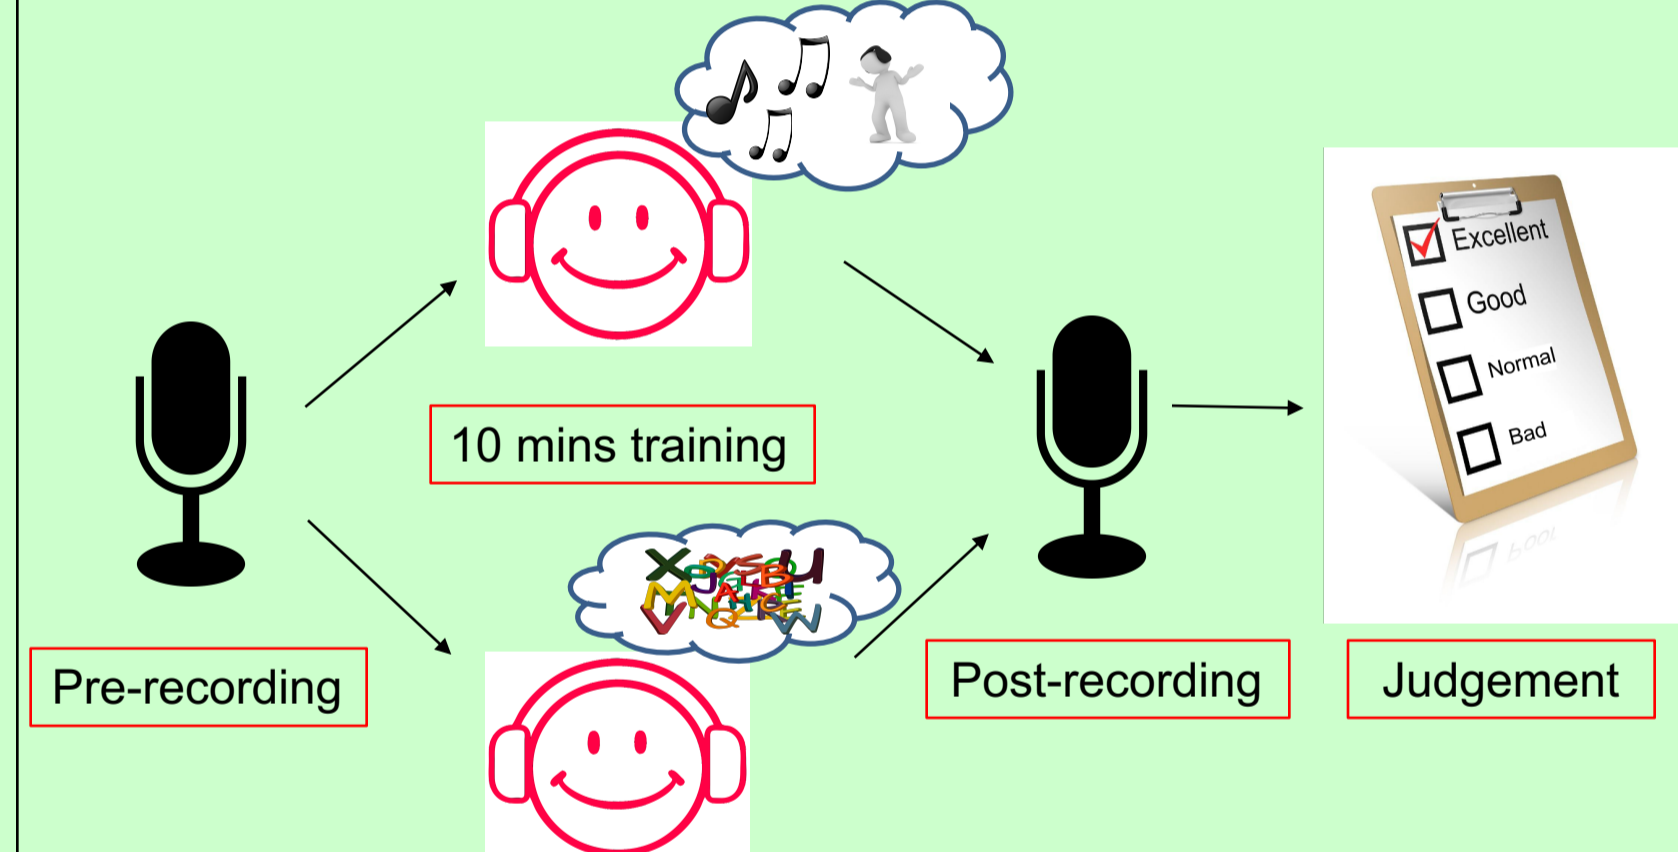 10 mins training
Pre-recording
Post-recording
Judgement
Excellent
Good
Normal
Bad